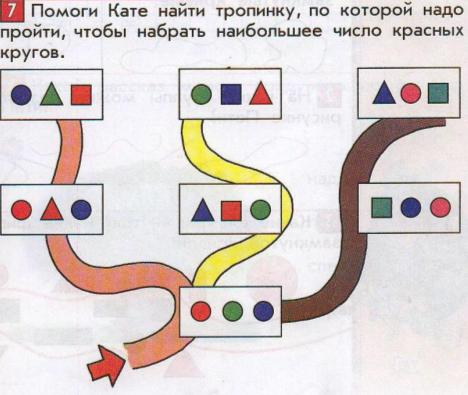 7 Помоги Кате найти тропинку, по которой надо
пройти, чтобы набрать наибольшее число красных
кругов.